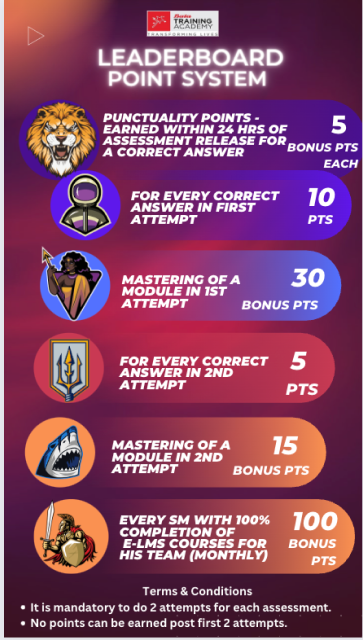 TRAINING
ACADEMY
TRANSFORMING LIVES
LEADERBOARD
POINT SYSTEM
PUNCTUALITY POINTS -
EARNED WITHIN 24 HRS OF
ASSESSMENT RELEASE FOR
A CORRECT ANSWER
5
BONUS PTS
EACH
FOR EVERY CORRECT
ANSWER IN FIRST
ATTEMPT
10
PTS
MASTERING OF A
MODULE IN 1ST
ATTEMPT
30
BONUS PTS
FOR EVERY CORRECT
ANSWER IN 2ND
ATTEMPT
5
PTS
MASTERING OF A
MODULE IN 2ND
ATTEMPT
15
BONUS PTS
EVERY SM WITH 100%
COMPLETION OF
E-LMS COURSES FOR
HIS TEAM (MONTHLY)
100
BONUS
PTS
Terms & Conditions
• It is mandatory to do 2 attempts for each assessment.
• No points can be earned post first 2 attempts.